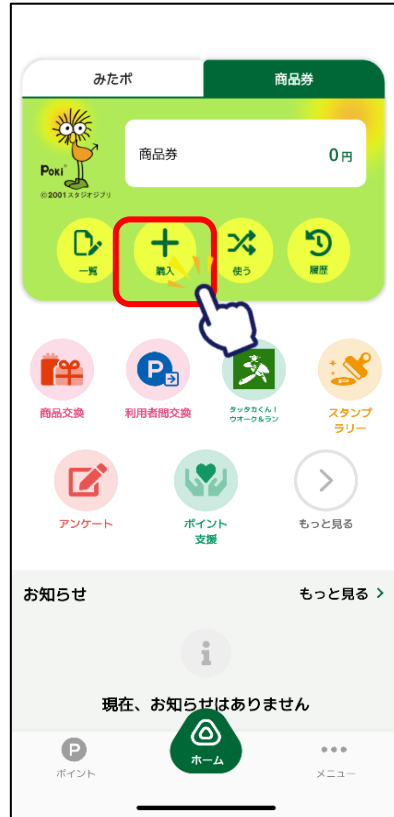 みたポ
商品券
商品券
0円
POKI
©2001スタジオジブリ
一覧
購入
使う
履歴
商品交換
利用者間交換
タッタカくん!
ウオーク&ラン
スタンプ
ラリー
アンケート
ポイント
支援
もっと見る
お知らせ
もっと見る
現在、お知らせはありません
ポイント
ホーム
メニュー